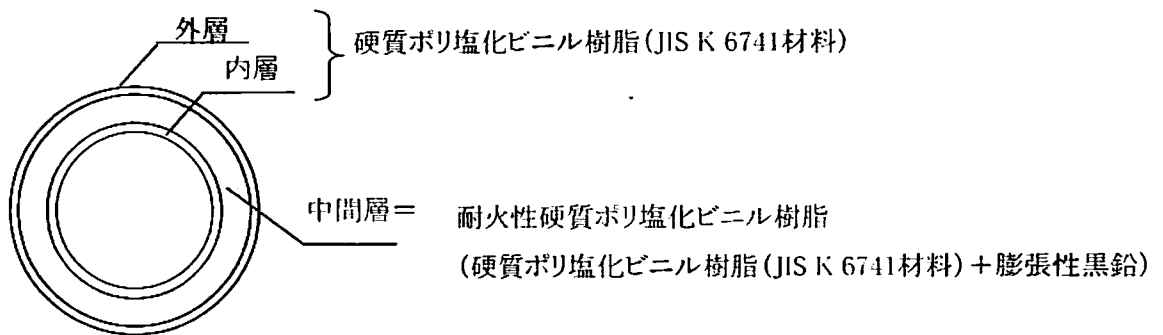 外層
内層
硬質ポリ塩化ビニル樹脂(JIS K 6741材料)
中間層＝
耐火性硬質ポリ塩化ビニル樹脂
(硬質ポリ塩化ビニル樹脂(JIS K 6741材料)＋膨張性黒鉛)